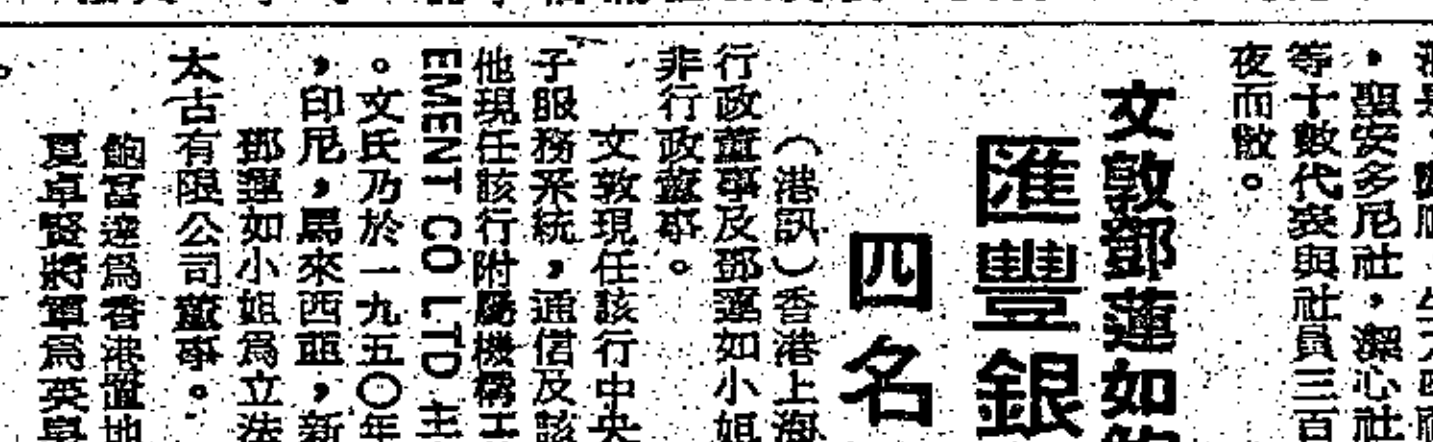 ，聖安多尼社，潔心社
等十數代表與社員三百
夜而散。
文敦鄧蓮如
匯豐銀
四名
（港訊）香港上海
行政董事及鄧蓮如小姐
非行政董事。
文敦現任該行中央
子服務系統，通信及該
他現任該行附屬機構
EMENT CO LTD 主
。文氏乃於一九五〇年
，印尼，馬來西亞，新
鄧蓮如小姐為立法
太古有限公司董事。
鮑富達爲香港置地
夏卓賢將軍爲英皇